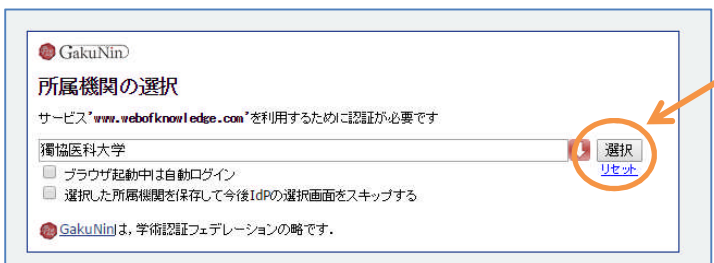 GakuNin
所属機関の選択
サービス'www.webofknowledge.com'を利用するために認証が必要です
獨協医科大学 選択
リセット
ブラウザ起動中は自動ログイン
選択した所属機関を保存して今後IdPの選択画面をスキップする
GakuNinは,学術認証フェデレーションの略です.